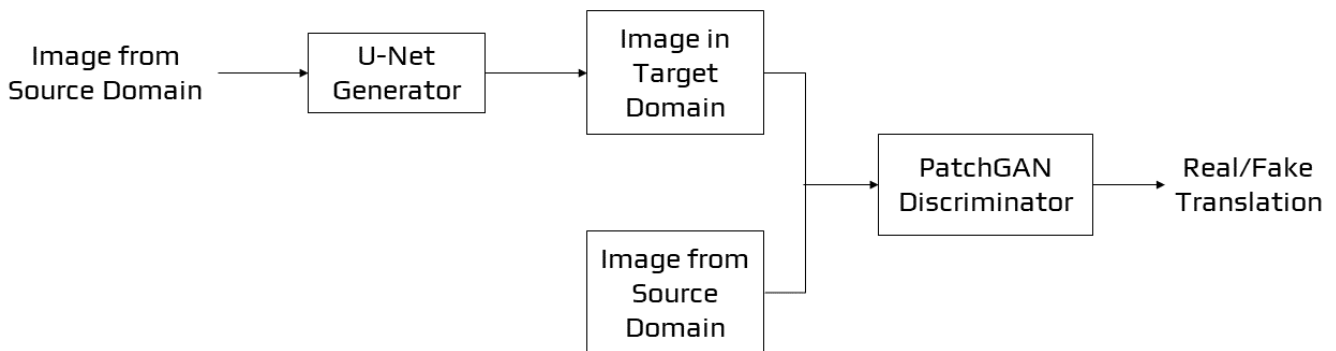 Image from
Source Domain
U-Net
Generator
Image in
Target
Domain
Image from
Source
Domain
PatchGAN
Discriminator
Real/Fake
Translation